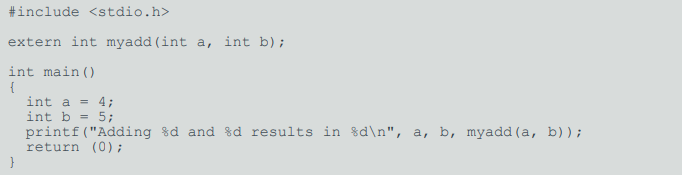 #include <stdio.h>
extern int myadd(int a, int b);
int main()
{
int a = 4;
int b = 5;
printf("Adding %d and %d results in %d\n", a, b, myadd(a, b));
return (0);
}